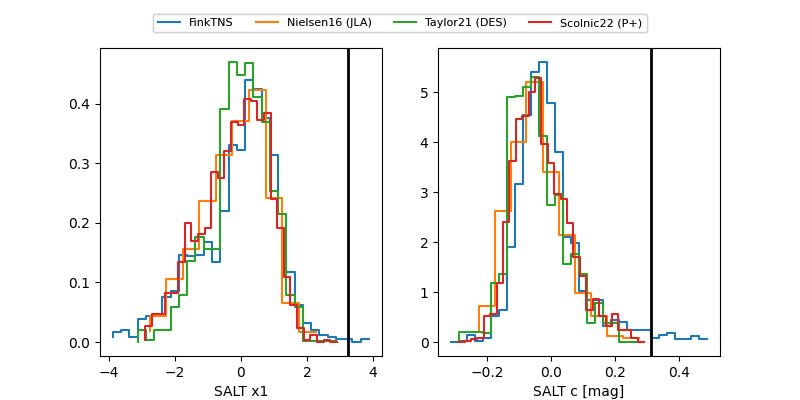 FinkTNS Nielsen16 (JLA) Taylor21 (DES) Scolnic22 (P+)
0.4
0.3
0.2
0.1
0.0
−4 −2 0 2 4
SALT x1
5
4
3
2
1
0
−0.2 0.0 0.2 0.4
SALT c [mag]